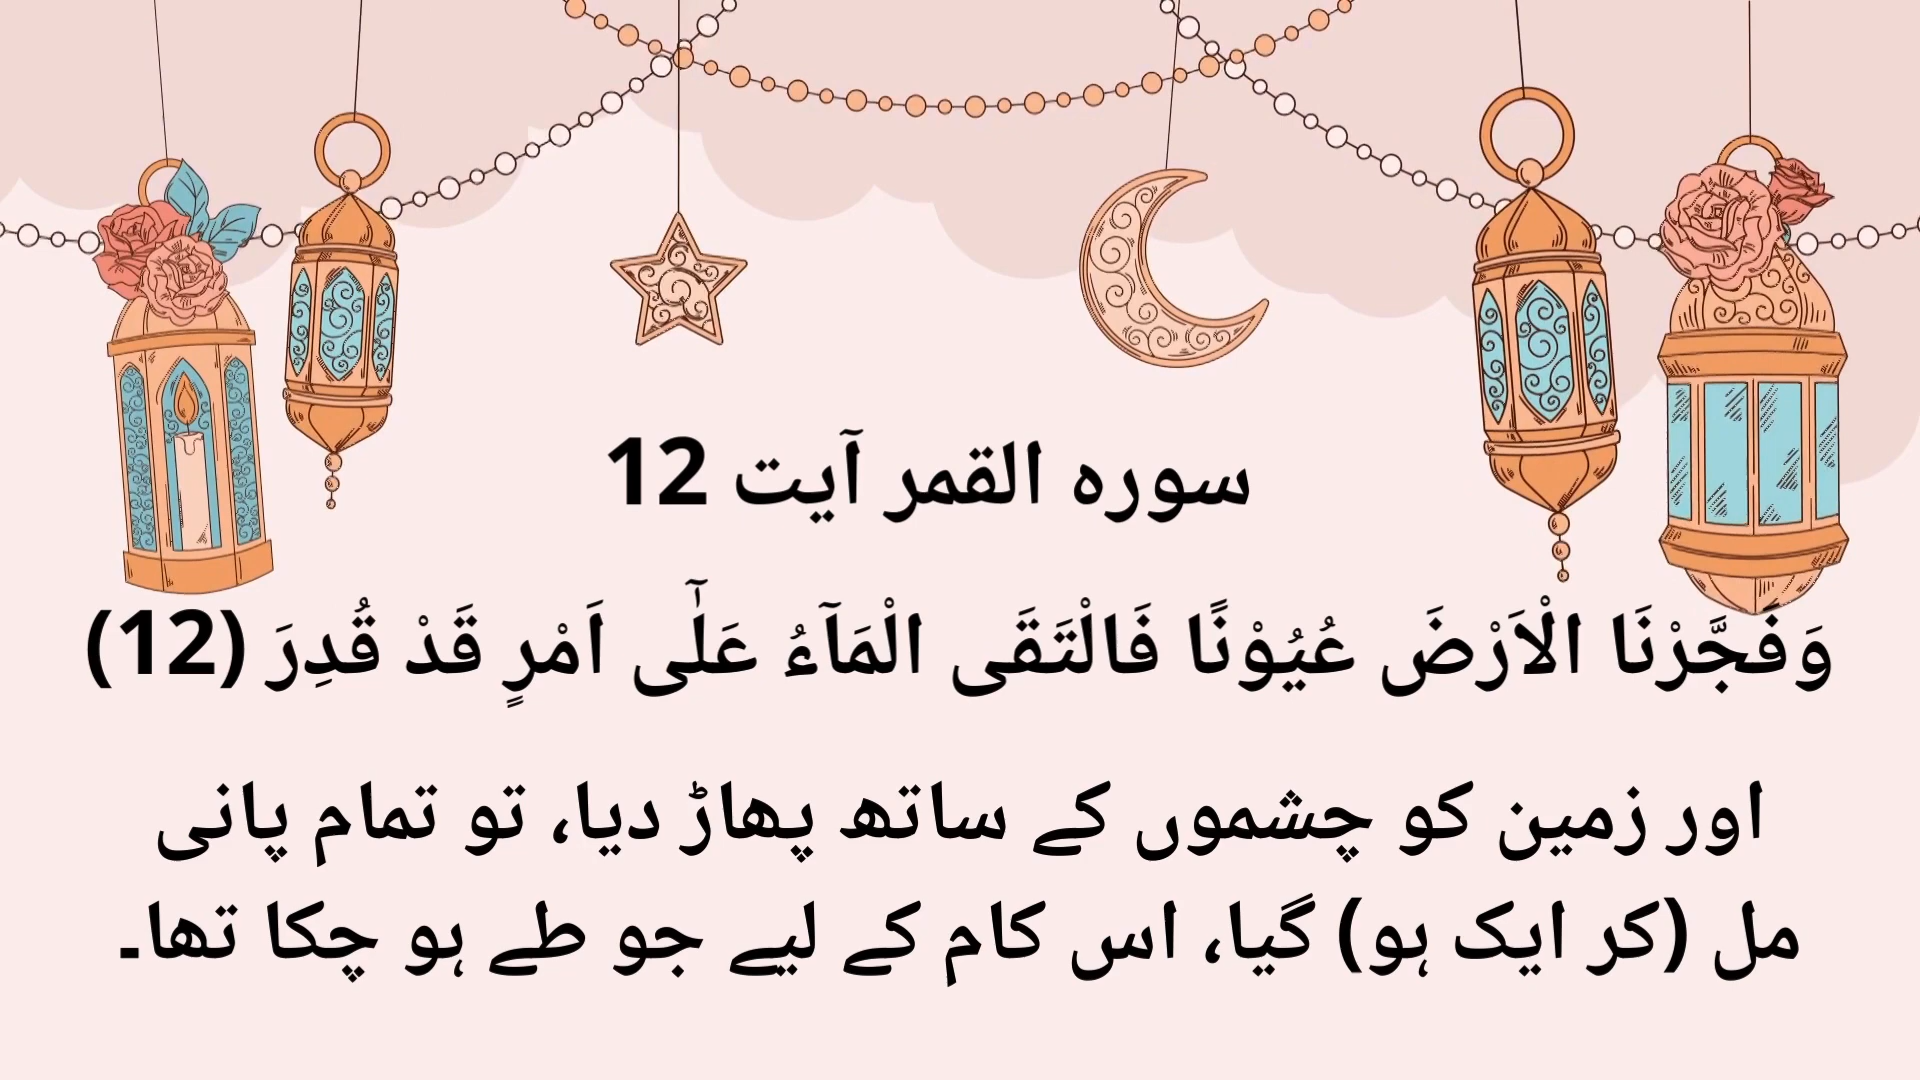 سورہ القمر آیت 12
وَفَجَّرْنَا الْاَرْضَ عُیُوْنًا فَالْتَقَی الْمَآءُ عَلٰۤی اَمْرٍ قَدْ قُدِرَ (12)
اور زمین کو چشموں کے ساتھ پھاڑ دیا، تو تمام پانی
مل (کر ایک ہو) گیا، اس کام کے لیے جو طے ہو چکا تھا۔